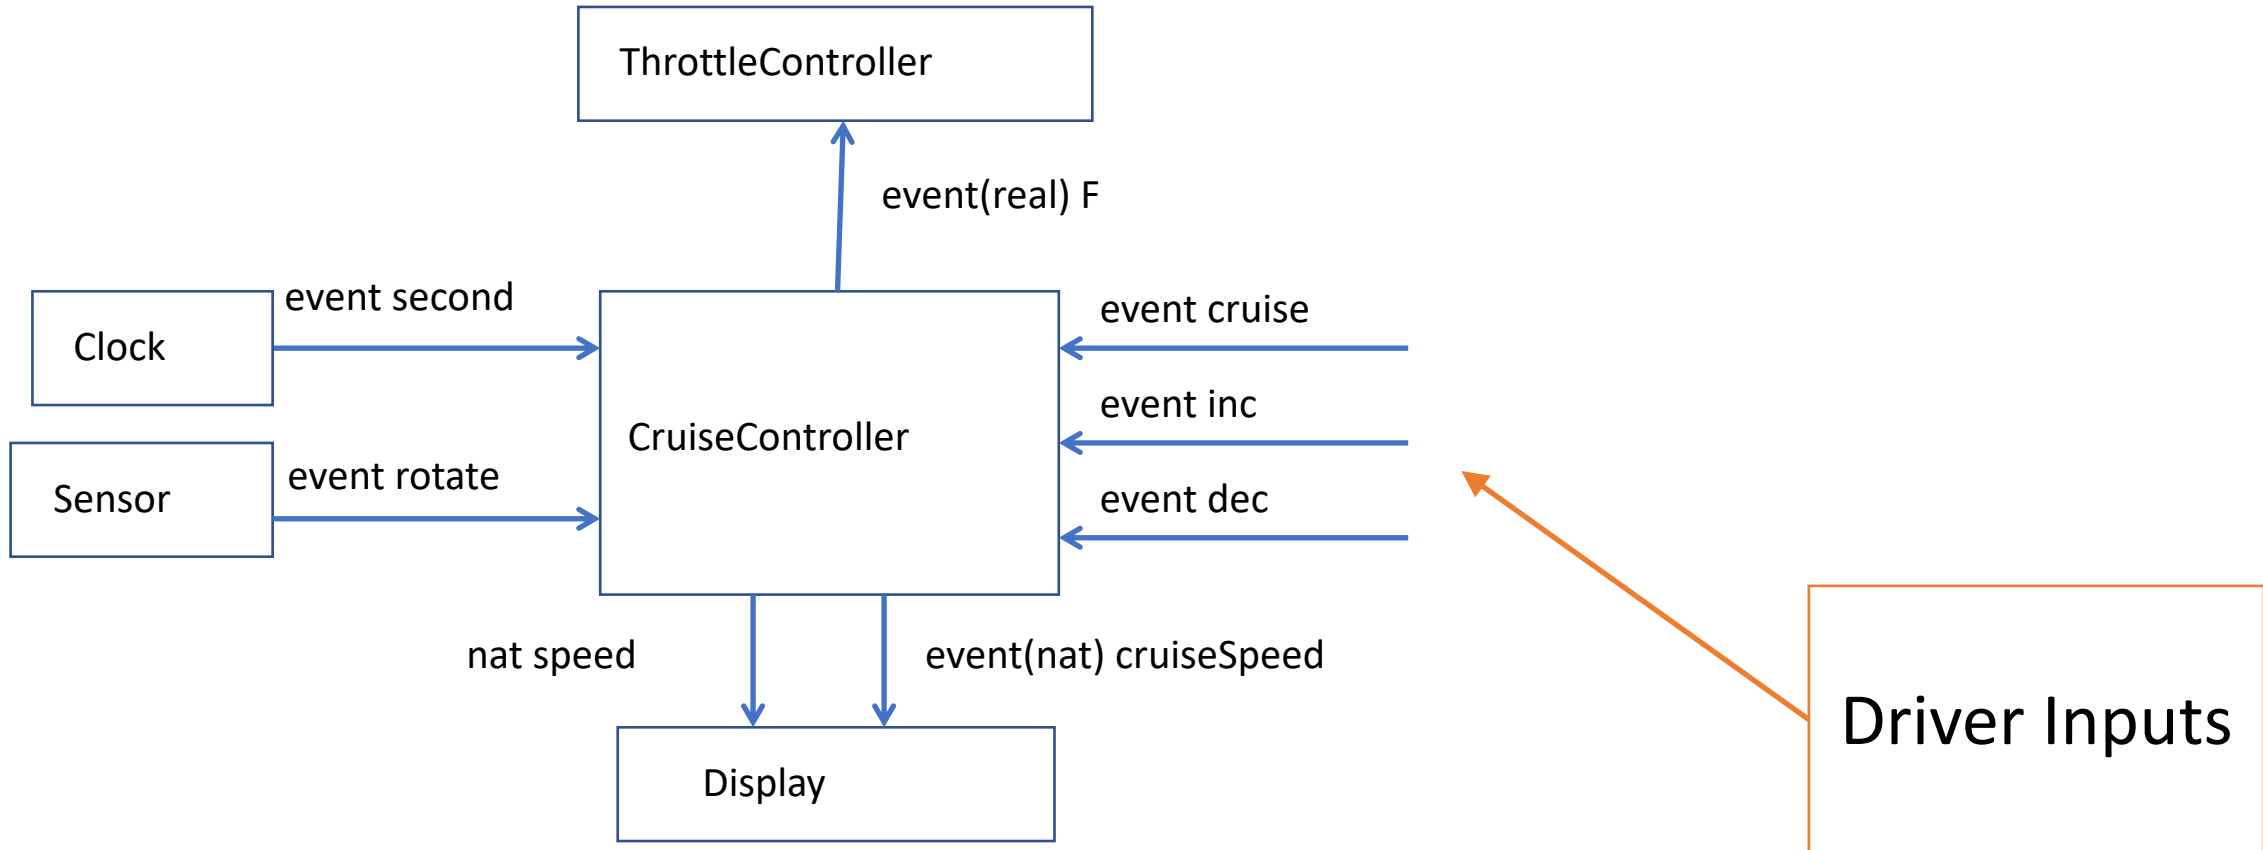 ThrottleController
event(real) F
event second
event cruise
Clock
event inc
CruiseController
event rotate
Sensor
event dec
nat speed
event(nat) cruiseSpeed
Driver Inputs
Display